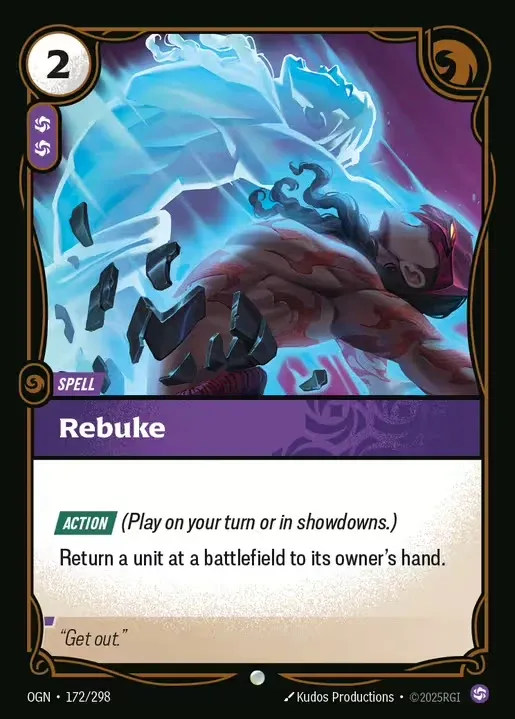 2
SPELL
Rebuke
ACTION (Play on your turn or in showdowns.)
Return a unit at a battlefield to its owner's hand.
“Get out.”
OGN • 172/298
Kudos Productions • ©2025RGI